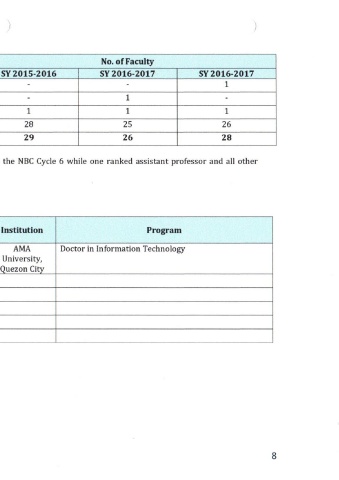 No. of Faculty
SY 2015-2016 SY 2016-2017 SY 2016-2017
- - 1
- 1 -
1 1 1
28 25 26
29 26 28
the NBC Cycle 6 while one ranked assistant professor and all other
Institution Program
AMA Doctor in Information Technology
University,
Quezon City
8